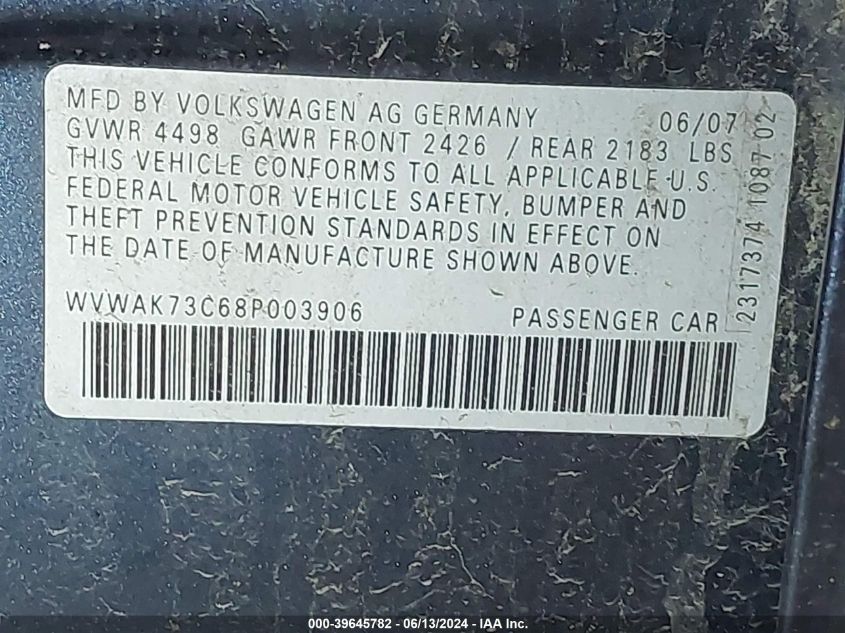 MFD BY VOLKSWAGEN AG GERMANY 06/07
GVWR 4498 GAWR FRONT 2426 / REAR 2183 LBS
THIS VEHICLE CONFORMS TO ALL APPLICABLE U.S.
FEDERAL MOTOR VEHICLE SAFETY, BUMPER AND
THEFT PREVENTION STANDARDS IN EFFECT ON
THE DATE OF MANUFACTURE SHOWN ABOVE.
WVWAK73C68P003906 PASSENGER CAR
2317374 1087 02
000-39645782 - 06/13/2024 - IAA Inc.